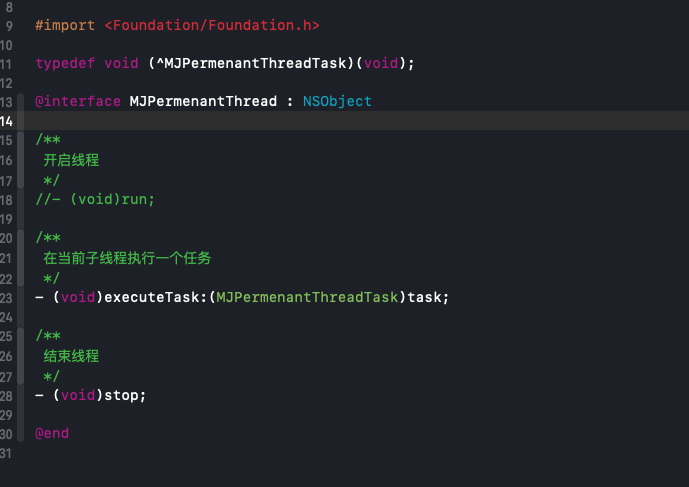 8
9 #import <Foundation/Foundation.h>
10
11 typedef void (^MJPermenantThreadTask)(void);
12
13 @interface MJPermenantThread : NSObject
14
15 /**
16  开启线程
17  */
18 //- (void)run;
19
20 /**
21  在当前子线程执行一个任务
22  */
23 - (void)executeTask:(MJPermenantThreadTask)task;
24
25 /**
26  结束线程
27  */
28 - (void)stop;
29
30 @end
31